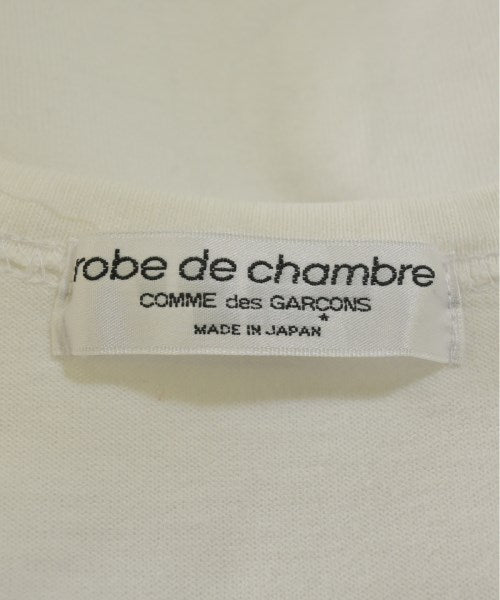 robe de chambre
COMME des GARÇONS
MADE IN JAPAN